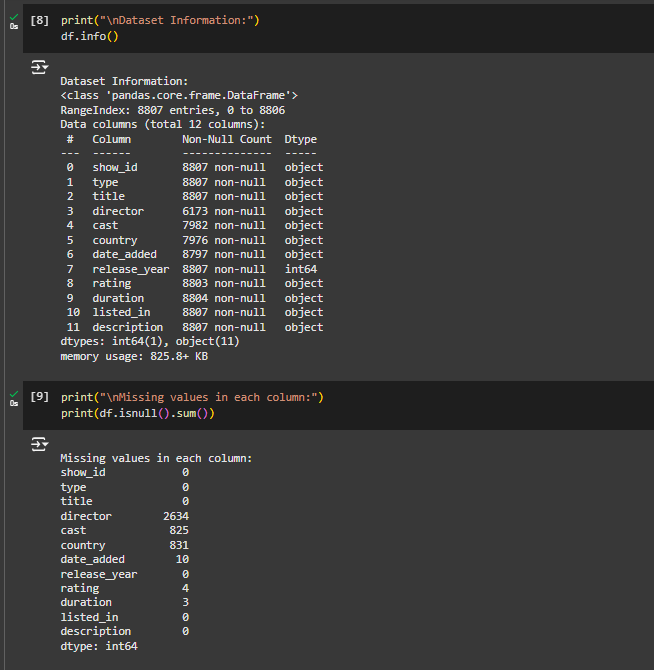 [8] print("\nDataset Information:")
df.info()
0s
Dataset Information:
<class 'pandas.core.frame.DataFrame'>
RangeIndex: 8807 entries, 0 to 8806
Data columns (total 12 columns):
 #   Column        Non-Null Count  Dtype
---  ------        --------------  -----
 0   show_id       8807 non-null   object
 1   type          8807 non-null   object
 2   title         8807 non-null   object
 3   director      6173 non-null   object
 4   cast          7982 non-null   object
 5   country       7976 non-null   object
 6   date_added    8797 non-null   object
 7   release_year  8807 non-null   int64
 8   rating        8803 non-null   object
 9   duration      8804 non-null   object
 10  listed_in     8807 non-null   object
 11  description   8807 non-null   object
dtypes: int64(1), object(11)
memory usage: 825.8+ KB
[9] print("\nMissing values in each column:")
0s
print(df.isnull().sum())
Missing values in each column:
show_id            0
type               0
title              0
director        2634
cast             825
country          831
date_added        10
release_year       0
rating             4
duration           3
listed_in          0
description        0
dtype: int64